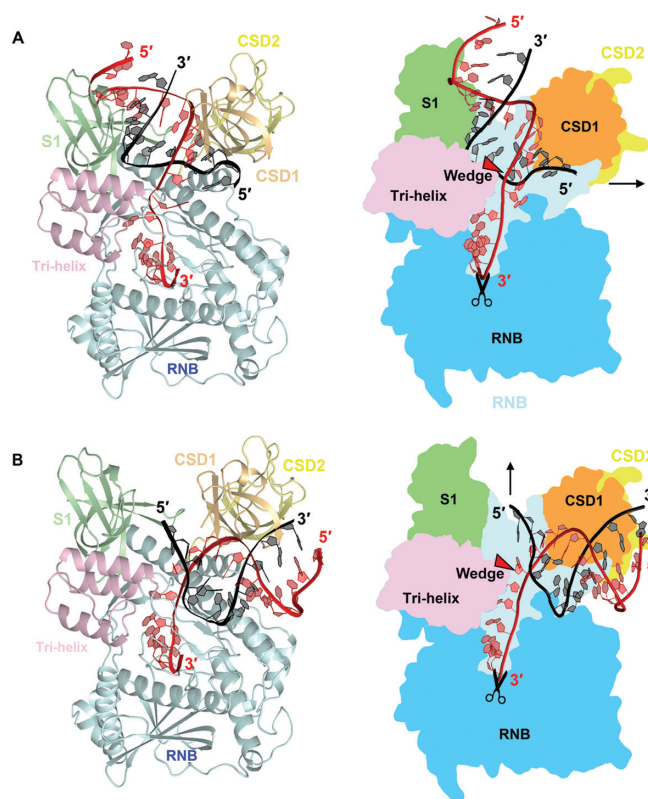 A
5′
3′
CSD2
S1
CSD1
5′
Tri-helix
3′
RNB
5′
3′
CSD2
S1
CSD1
Wedge
5′
Tri-helix
3′
RNB
RNB
B
CSD1
CSD2
5′
3′
S1
5′
Tri-helix
3′
RNB
CSD2
S1
5′
CSD1
3′
Wedge
Tri-helix
3′
RNB